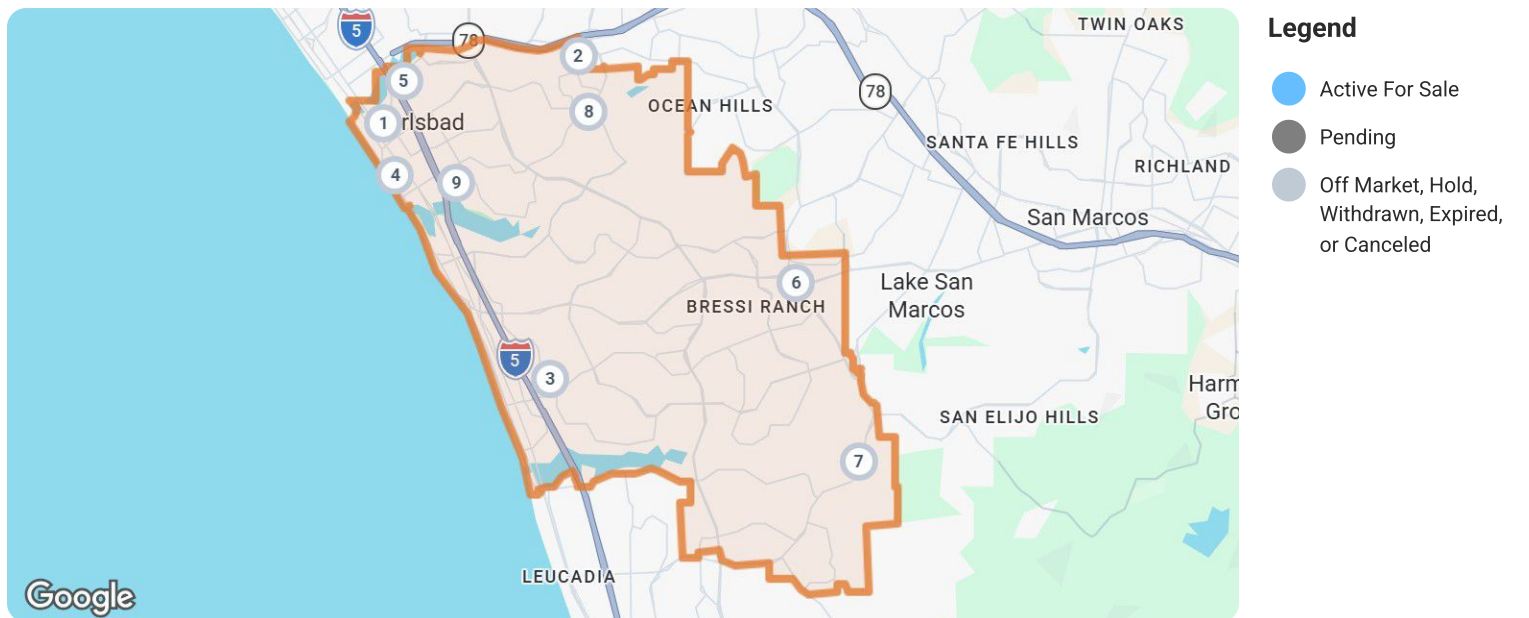 5
78
2
TWIN OAKS
5
OCEAN HILLS
78
8
1
rlsbad
SANTA FE HILLS
RICHLAND
4
9
San Marcos
6
BRESSI RANCH
Lake San
Marcos
5
3
Harm
Gro
SAN ELIJO HILLS
7
LEUCADIA
Google
Legend
Active For Sale
Pending
Off Market, Hold,
Withdrawn, Expired,
or Canceled